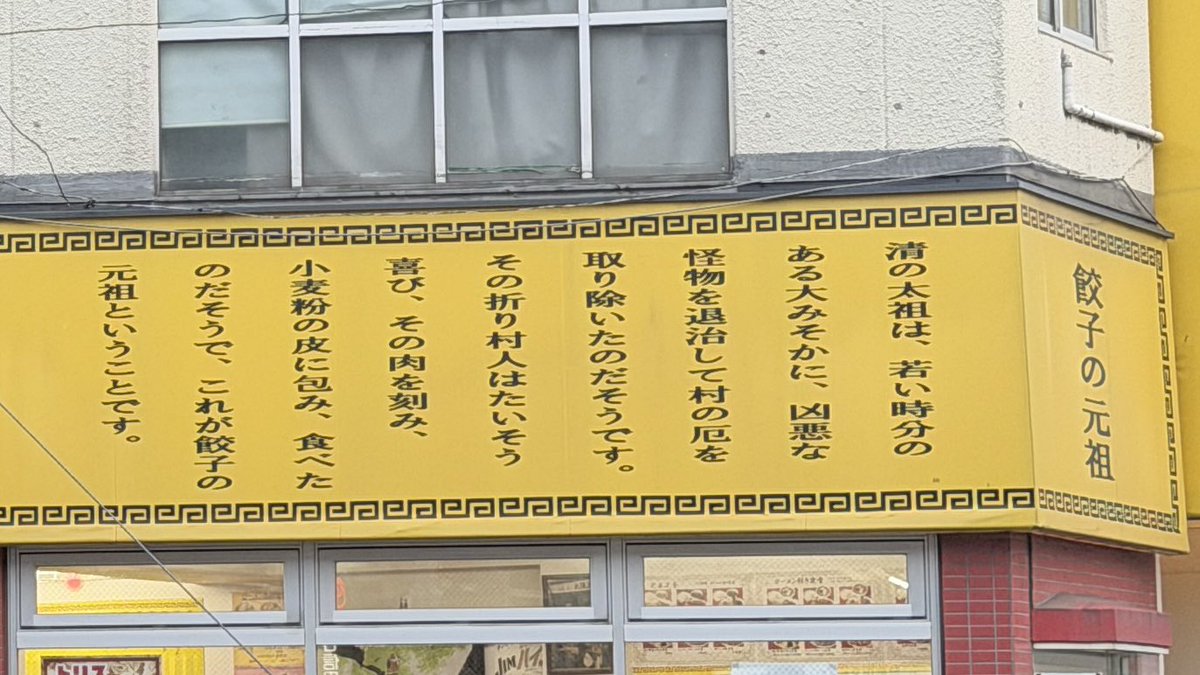 餃子の元祖
清の太祖は、若い時分の
ある大みそかに、凶悪な
怪物を退治して村の厄を
取り除いたのだそうです。
その折り村人はたいそう
喜び、その肉を刻み、
小麦粉の皮に包み、食べた
のだそうで、これが餃子の
元祖ということです。